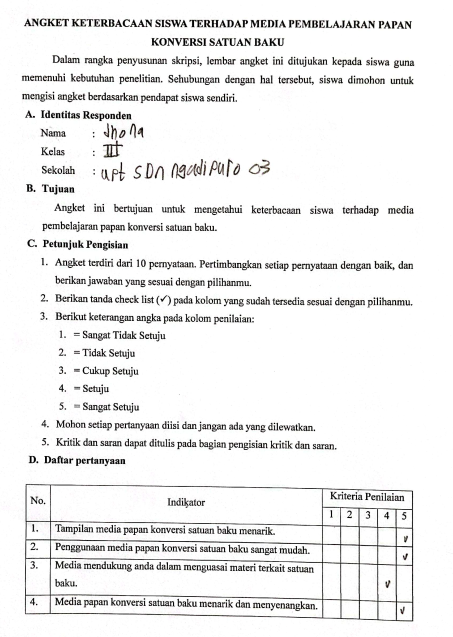 ANGKET KETERBACAAN SISWA TERHADAP MEDIA PEMBELAJARAN PAPAN
KONVERSI SATUAN BAKU
Dalam rangka penyusunan skripsi, lembar angket ini ditujukan kepada siswa guna
memenuhi kebutuhan penelitian. Sehubungan dengan hal tersebut, siswa dimohon untuk
mengisi angket berdasarkan pendapat siswa sendiri.
A. Identitas Responden
Nama :
Kelas : III
Sekolah : upt SDn ngadipuro 03
B. Tujuan
Angket ini bertujuan untuk mengetahui keterbacaan siswa terhadap media
pembelajaran papan konversi satuan baku.
C. Petunjuk Pengisian
1. Angket terdiri dari 10 pernyataan. Pertimbangkan setiap pernyataan dengan baik, dan
berikan jawaban yang sesuai dengan pilihanmu.
2. Berikan tanda check list (✓) pada kolom yang sudah tersedia sesuai dengan pilihanmu.
3. Berikut keterangan angka pada kolom penilaian:
1. = Sangat Tidak Setuju
2. = Tidak Setuju
3. = Cukup Setuju
4. = Setuju
5. = Sangat Setuju
4. Mohon setiap pertanyaan diisi dan jangan ada yang dilewatkan.
5. Kritik dan saran dapat ditulis pada bagian pengisian kritik dan saran.
D. Daftar pertanyaan
No. Indikator Kriteria Penilaian
1 2 3 4 5
1. Tampilan media papan konversi satuan baku menarik. ✓
2. Penggunaan media papan konversi satuan baku sangat mudah. ✓
3. Media mendukung anda dalam menguasai materi terkait satuan
baku. ✓
4. Media papan konversi satuan baku menarik dan menyenangkan. ✓